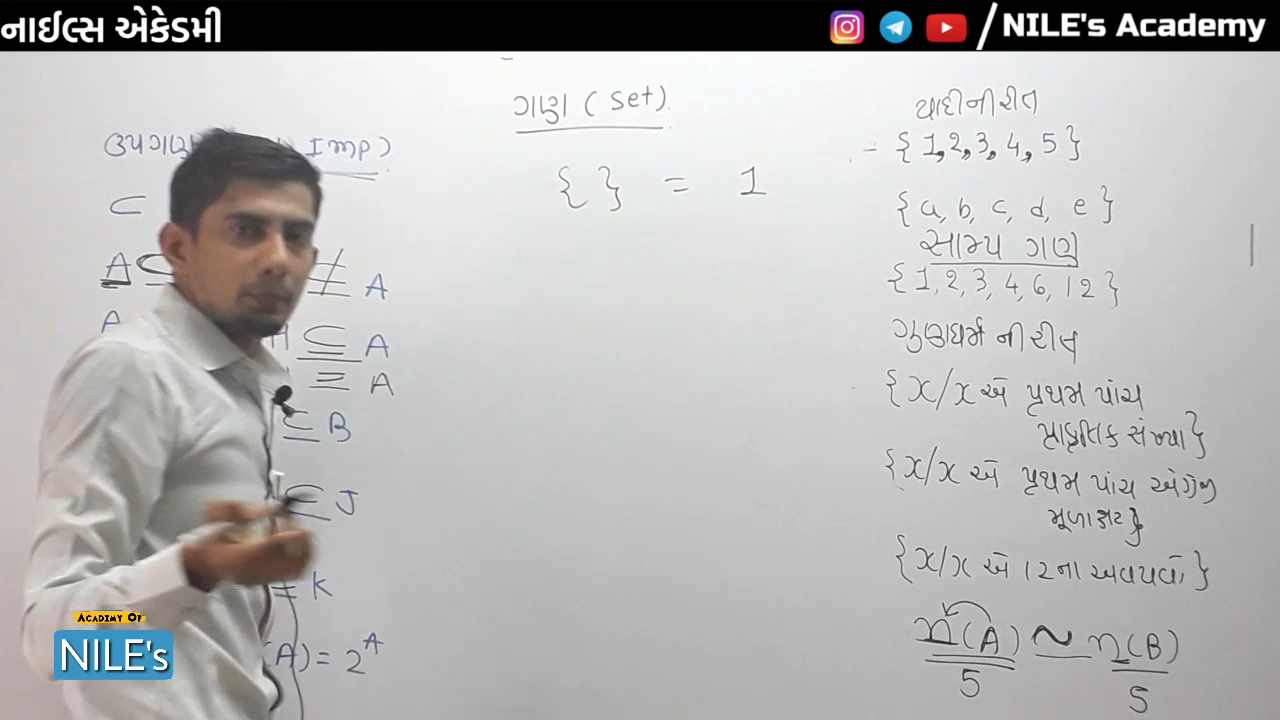 નાઈલ્સ એકેડમી
/NILE's Academy
ગણ (Set).
{ } = 1
ઉપગણ Imp)
⊂
A ⊆ ≠ A
A ⊆ A
= A
⊆ B
⊆ J
= K
(A) = 2^A
યાદીની રીત
= {1,2,3,4,5}
{a, b, c, d, e}
સામ્ય ગણ
{1,2,3,4,6,12}
ગુણધર્મ ની રીત
{x/x એ પ્રથમ પાંચ
પ્રાકૃતિક સંખ્યા}
{x/x એ પ્રથમ પાંચ અંગ્રેજી
મૂળાક્ષર}
{x/x એ 12ના અવયવો}
n(A) ~ n(B)
5 5
ACADEMY OF
NILE's